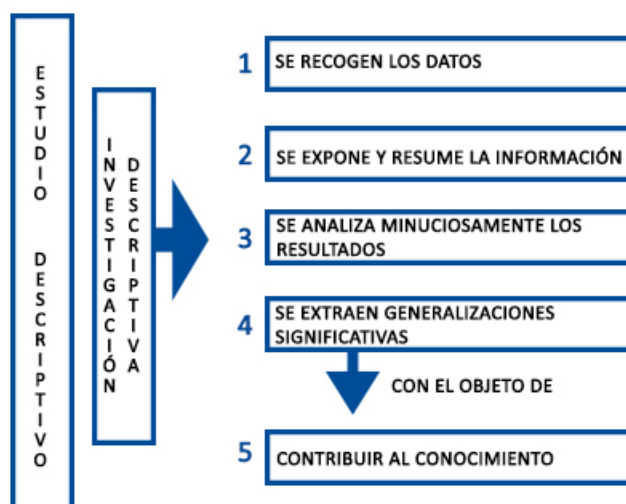 ESTUDIO DESCRIPTIVO
INVESTIGACIÓN
DESCRIPTIVA
1 SE RECOGEN LOS DATOS
2 SE EXPONE Y RESUME LA INFORMACIÓN
3 SE ANALIZA MINUCIOSAMENTE LOS
RESULTADOS
4 SE EXTRAEN GENERALIZACIONES
SIGNIFICATIVAS
CON EL OBJETO DE
5 CONTRIBUIR AL CONOCIMIENTO